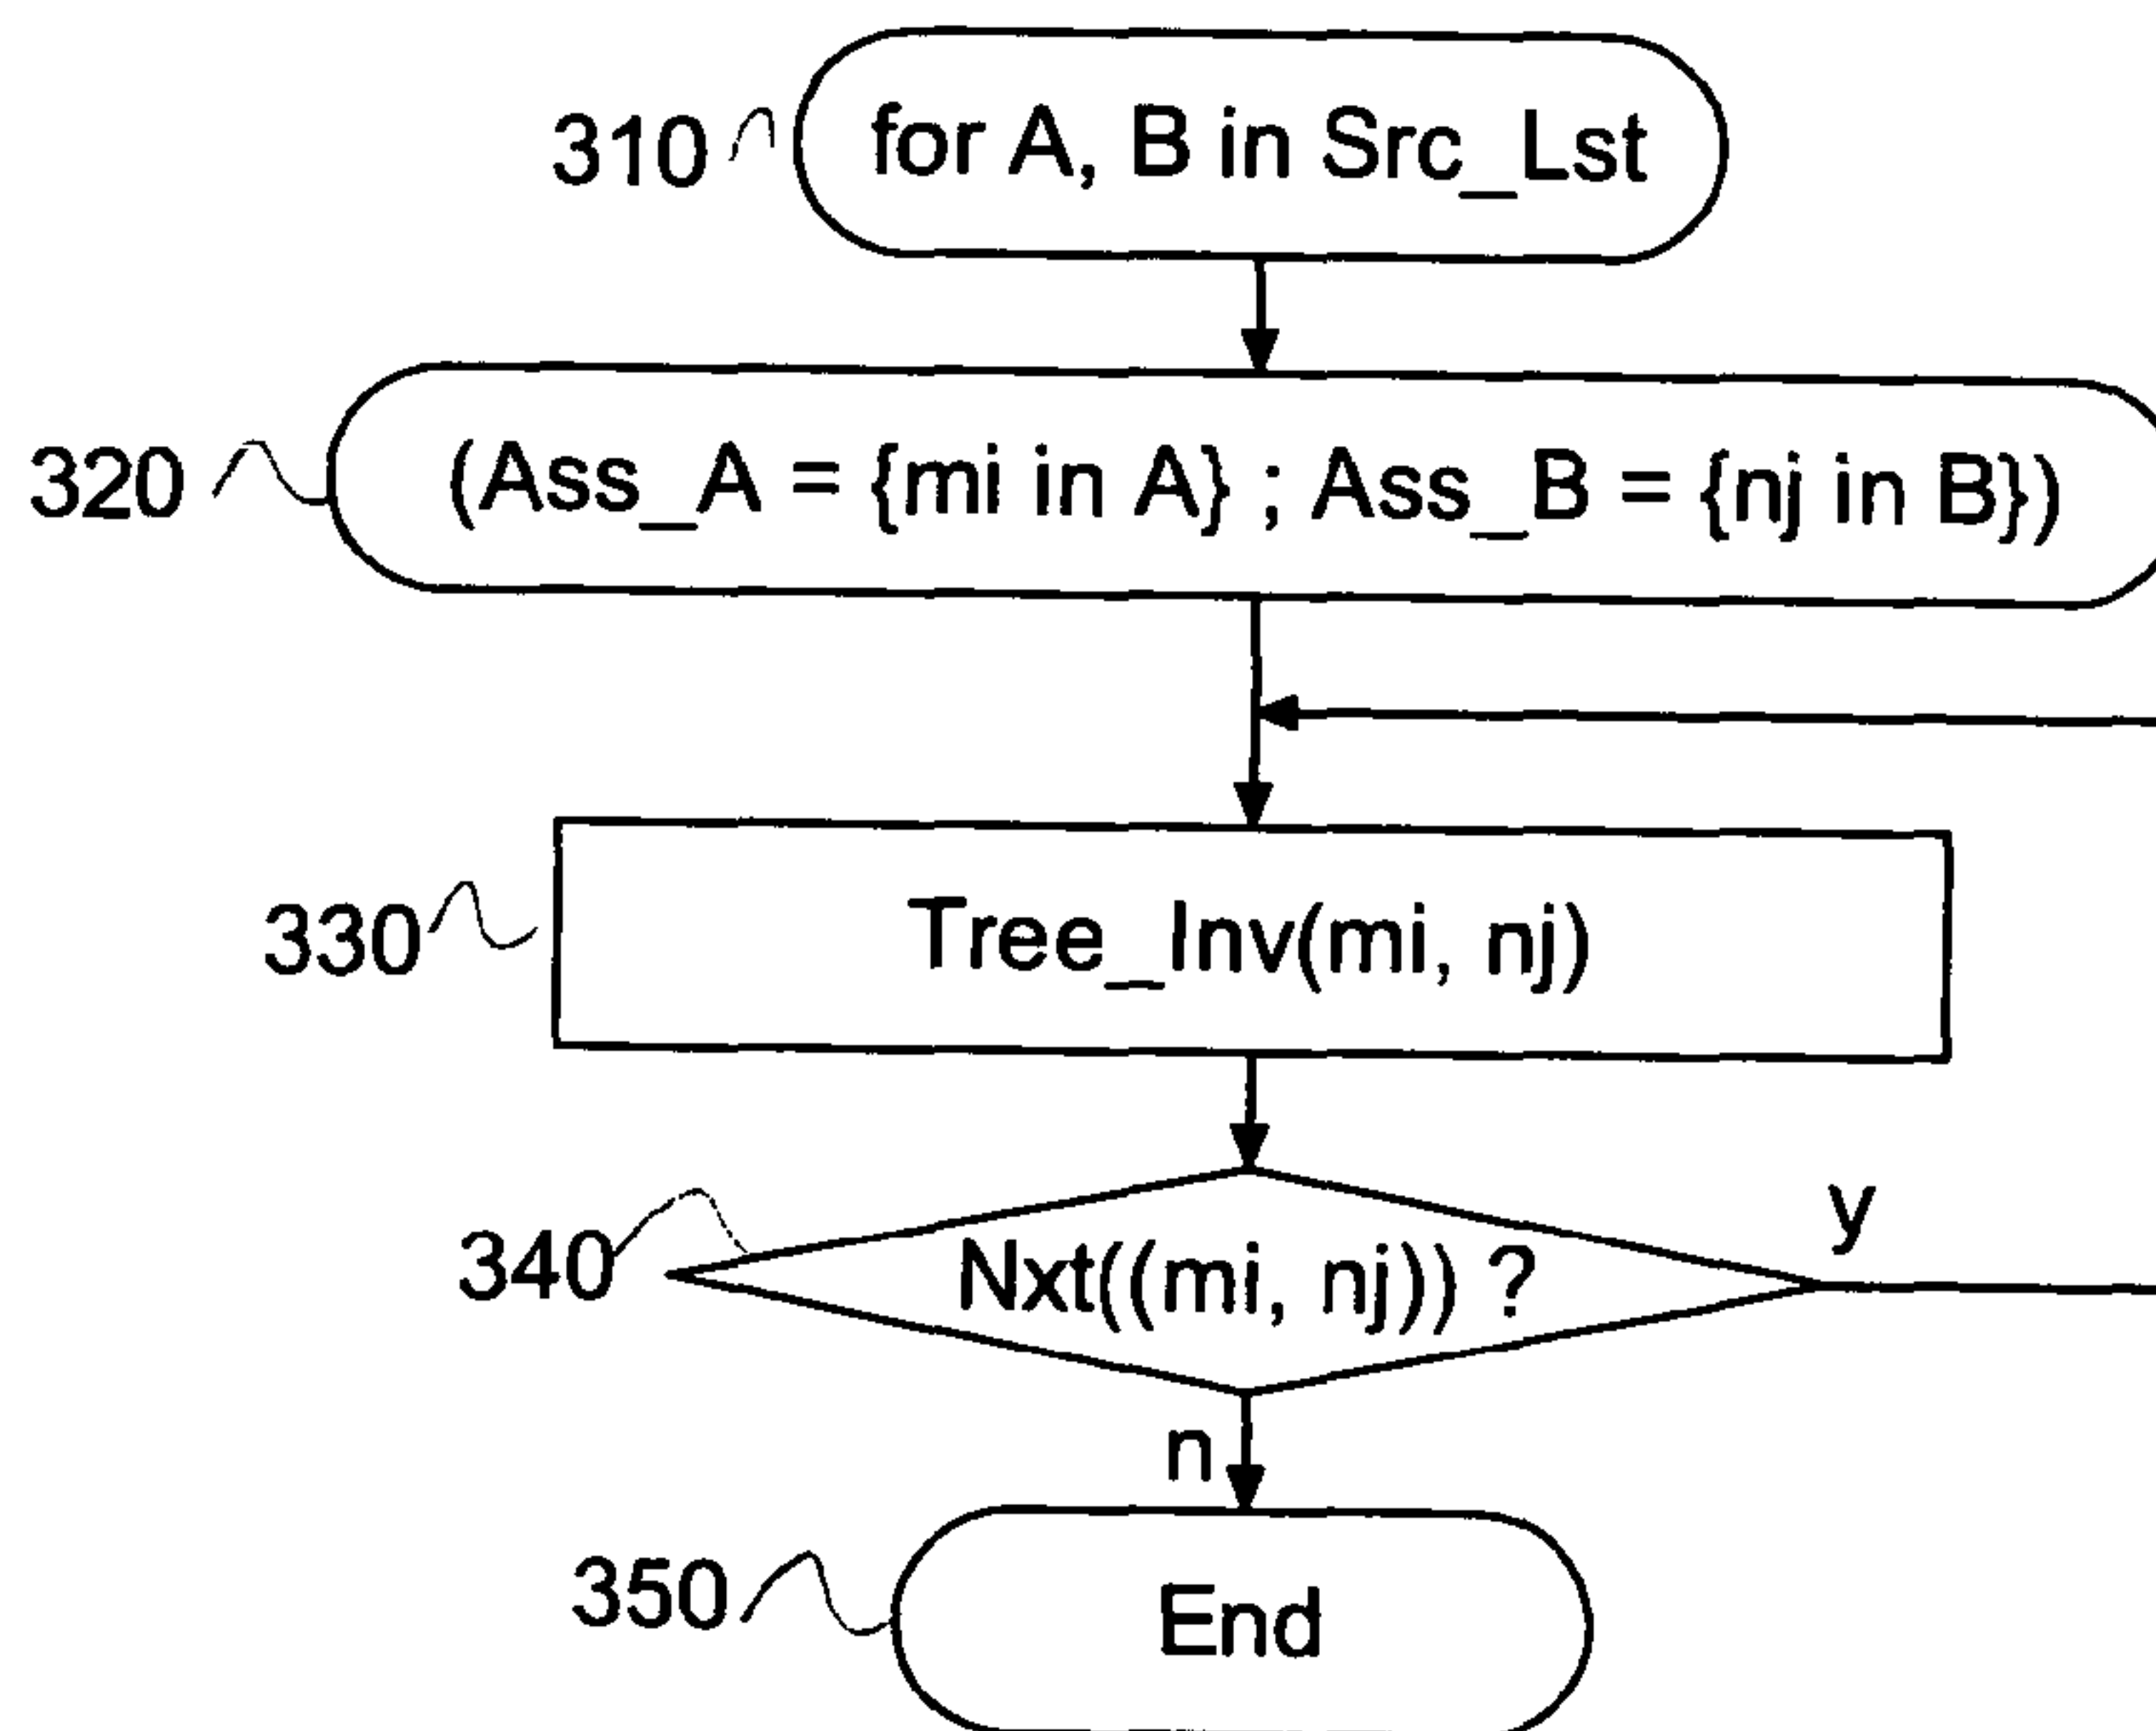 310 for A, B in Src_Lst
320 (Ass_A = {mi in A} ; Ass_B = {nj in B})
330 Tree_Inv(mi, nj)
340 Nxt((mi, nj)) ?
y
n
350 End